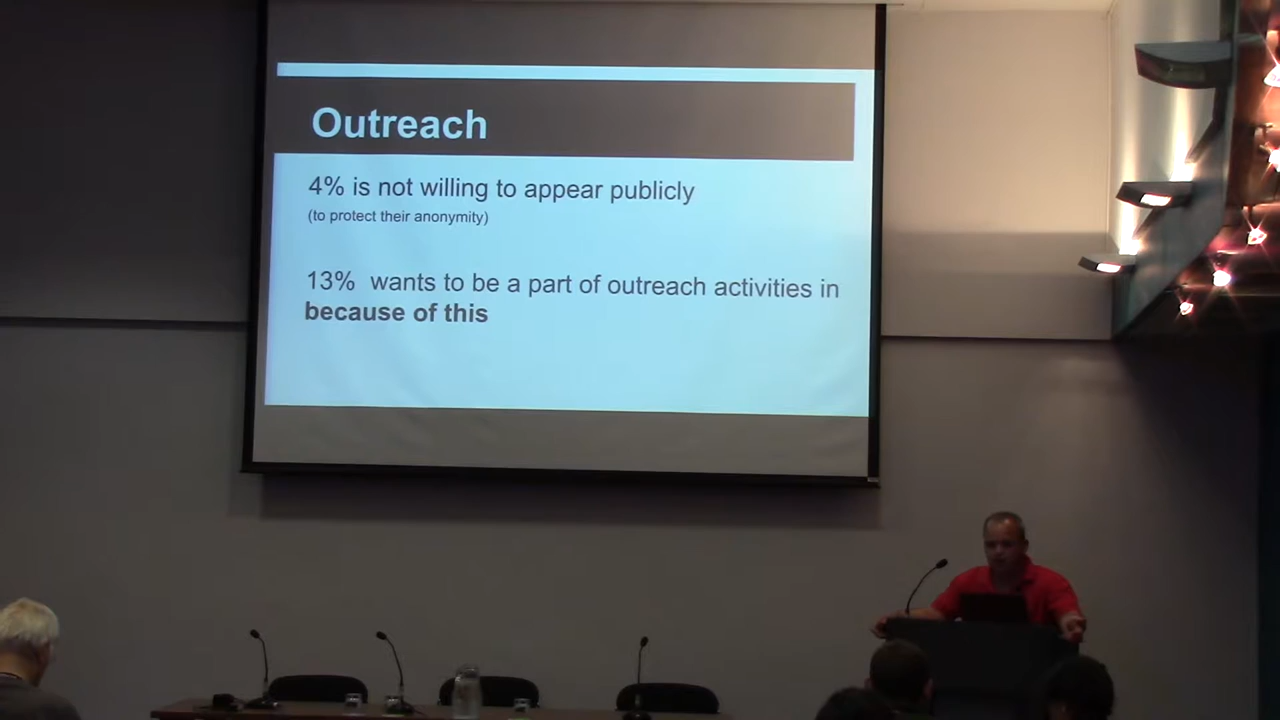 Outreach
4% is not willing to appear publicly
(to protect their anonymity)
13% wants to be a part of outreach activities in
because of this